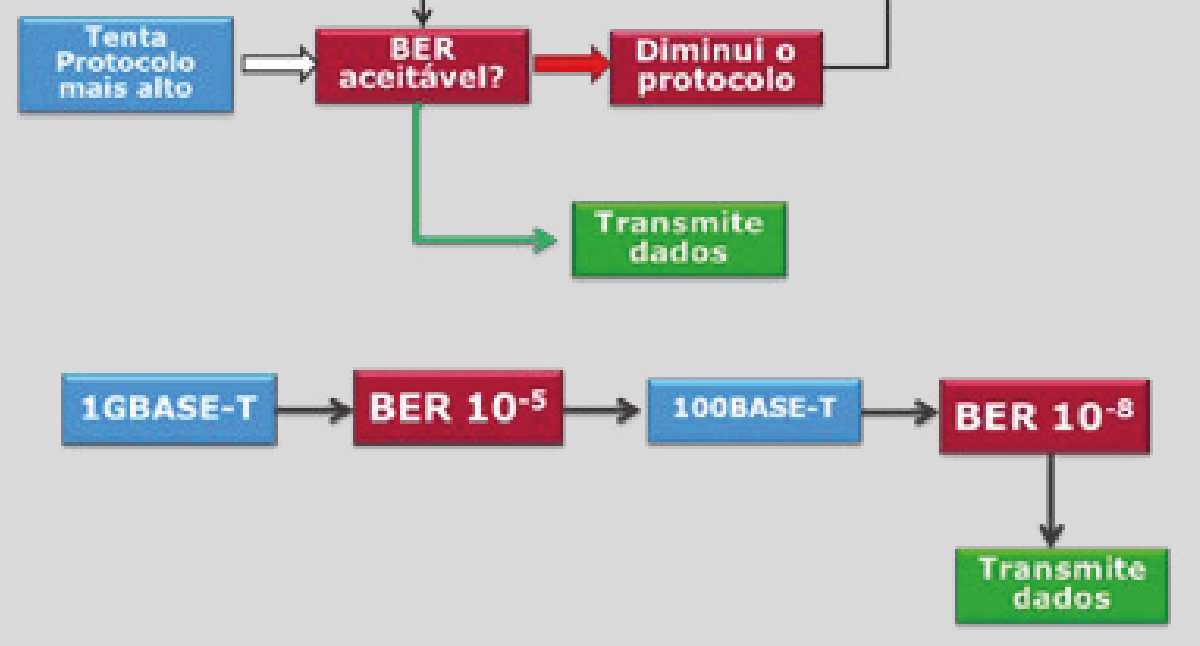 Tenta
Protocolo
mais alto
BER
aceitável?
Diminui o
protocolo
Transmite
dados
1GBASE-T
BER 10⁻⁵
100BASE-T
BER 10⁻⁸
Transmite
dados